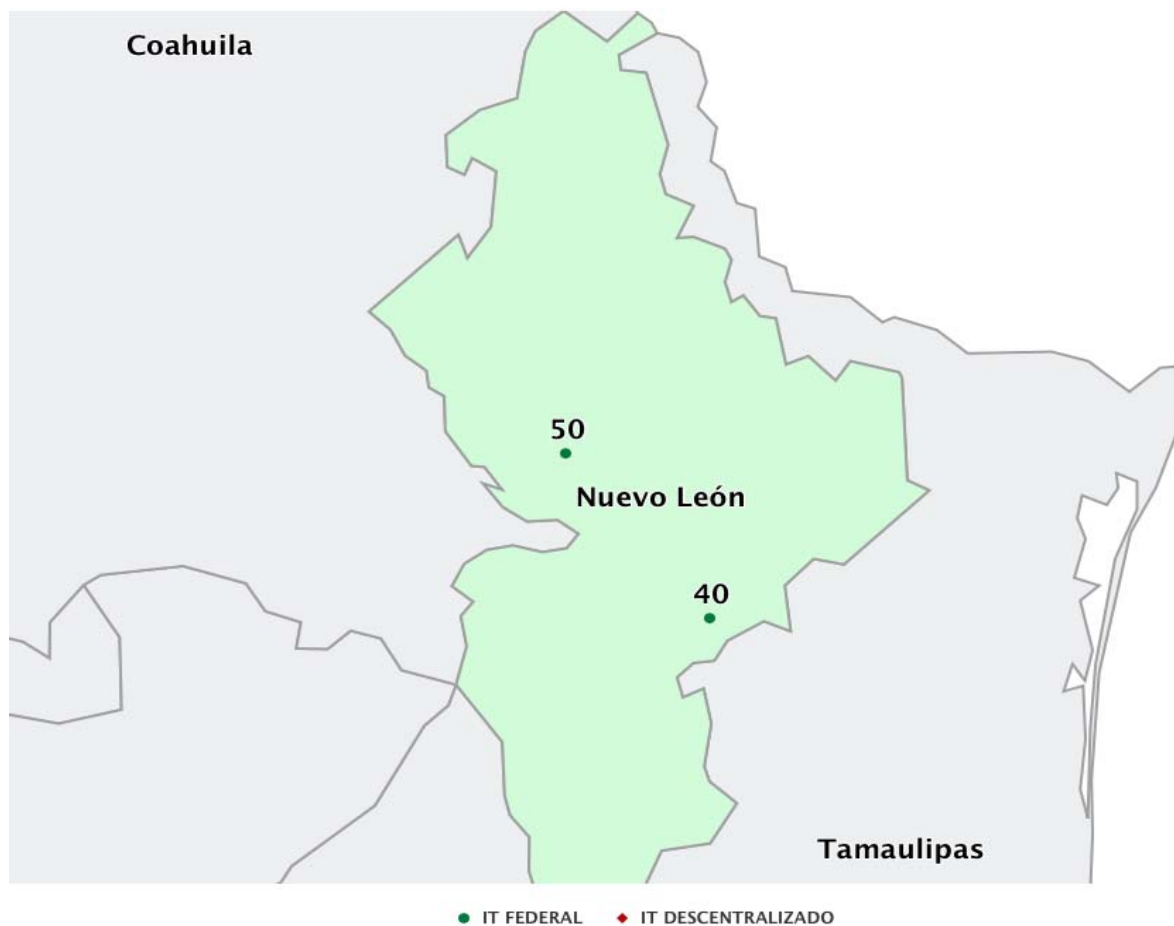 Coahuila
50
Nuevo León
40
Tamaulipas
IT FEDERAL IT DESCENTRALIZADO